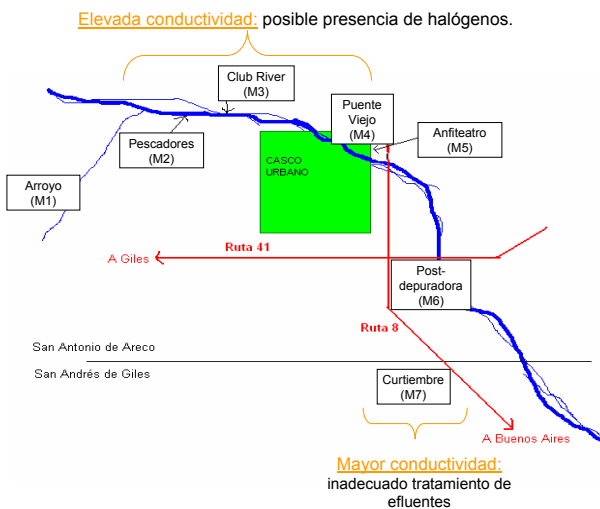 Elevada conductividad: posible presencia de halógenos.
Club River
(M3)
Puente
Viejo
(M4)
Anfiteatro
(M5)
Pescadores
(M2)
CASCO
URBANO
Arroyo
(M1)
Ruta 41
A Giles
Post-
depuradora
(M6)
Ruta 8
San Antonio de Areco
San Andrés de Giles
Curtiembre
(M7)
A Buenos Aires
Mayor conductividad:
inadecuado tratamiento de
efluentes